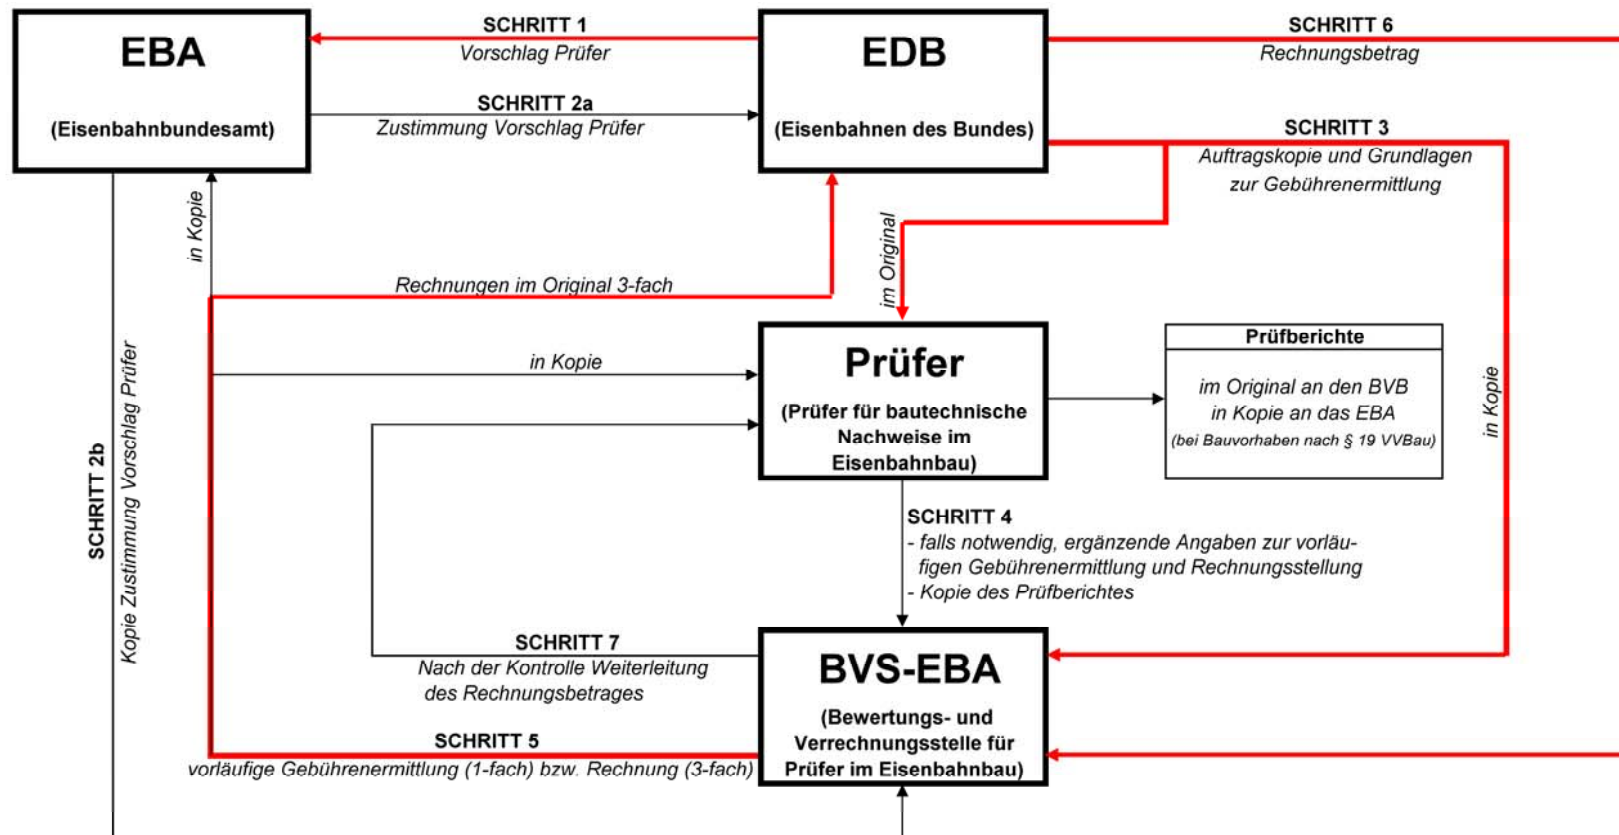 EBA
(Eisenbahnbundesamt)
SCHRITT 1
Vorschlag Prüfer
SCHRITT 2a
Zustimmung Vorschlag Prüfer
EDB
(Eisenbahnen des Bundes)
SCHRITT 6
Rechnungsbetrag
SCHRITT 3
Auftragskopie und Grundlagen
zur Gebührenermittlung
in Kopie
im Original
Rechnungen im Original 3-fach
in Kopie
Prüfer
(Prüfer für bautechnische
Nachweise im
Eisenbahnbau)
Prüfberichte
im Original an den BVB
in Kopie an das EBA
(bei Bauvorhaben nach § 19 VVBau)
in Kopie
SCHRITT 2b
Kopie Zustimmung Vorschlag Prüfer
SCHRITT 4
- falls notwendig, ergänzende Angaben zur vorläu-
figen Gebührenermittlung und Rechnungsstellung
- Kopie des Prüfberichtes
SCHRITT 7
Nach der Kontrolle Weiterleitung
des Rechnungsbetrages
BVS-EBA
(Bewertungs- und
Verrechnungsstelle für
Prüfer im Eisenbahnbau)
SCHRITT 5
vorläufige Gebührenermittlung (1-fach) bzw. Rechnung (3-fach)